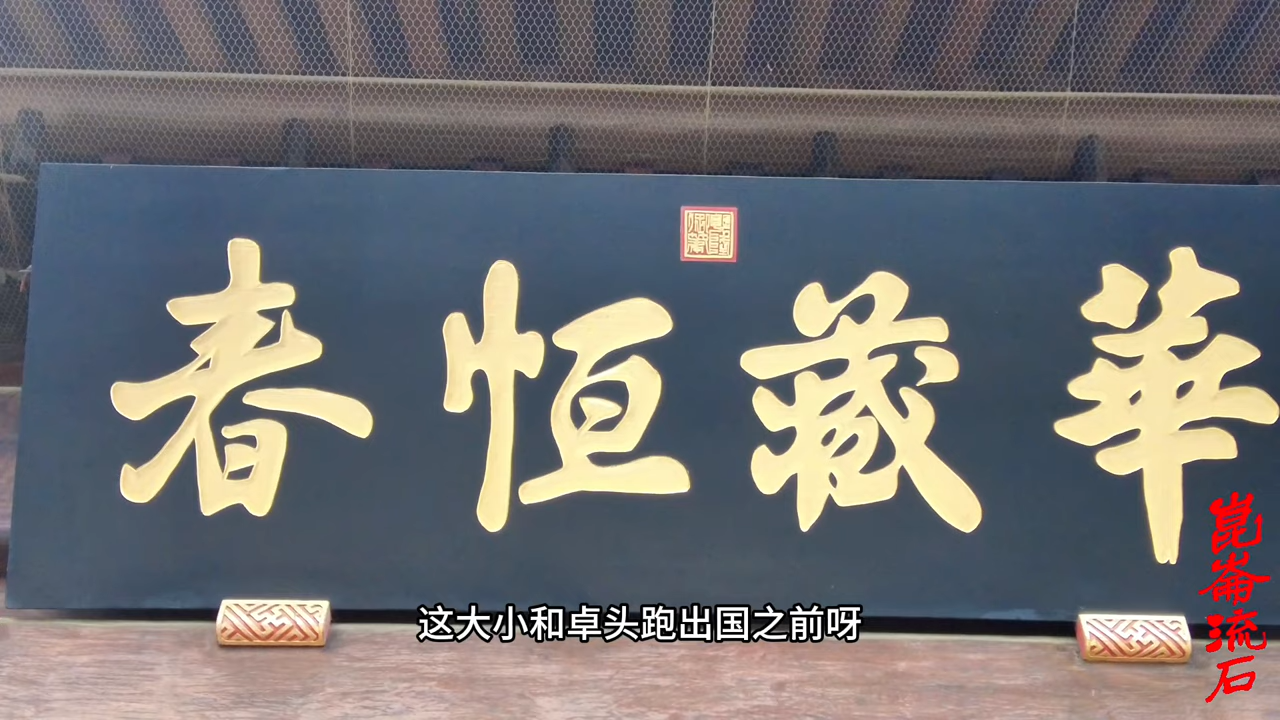 華藏恒春
这大小和卓头跑出国之前呀
崑崙流石